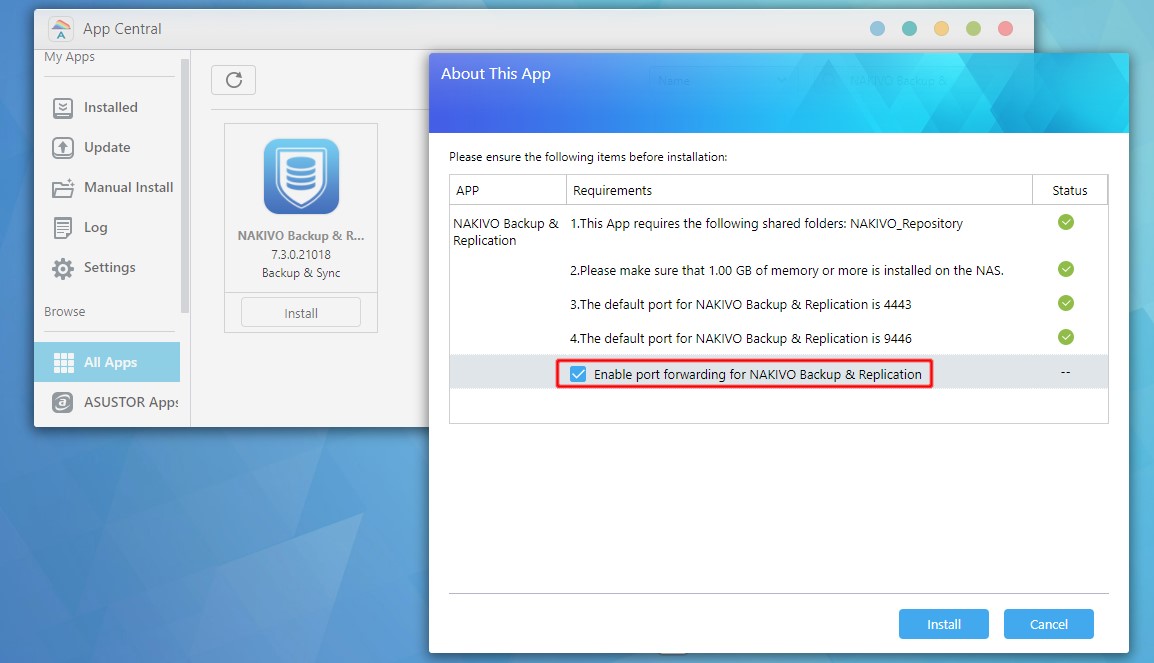 App Central
My Apps
Installed
Update
Manual Install
Log
Settings
Browse
All Apps
ASUSTOR Apps
NAKIVO Backup & R...
7.3.0.21018
Backup & Sync
Install
About This App
Name
NAKIVO Backup &
Please ensure the following items before installation:
APP
Requirements
Status
NAKIVO Backup &
Replication
1.This App requires the following shared folders: NAKIVO_Repository
2.Please make sure that 1.00 GB of memory or more is installed on the NAS.
3.The default port for NAKIVO Backup & Replication is 4443
4.The default port for NAKIVO Backup & Replication is 9446
Enable port forwarding for NAKIVO Backup & Replication
--
Install
Cancel